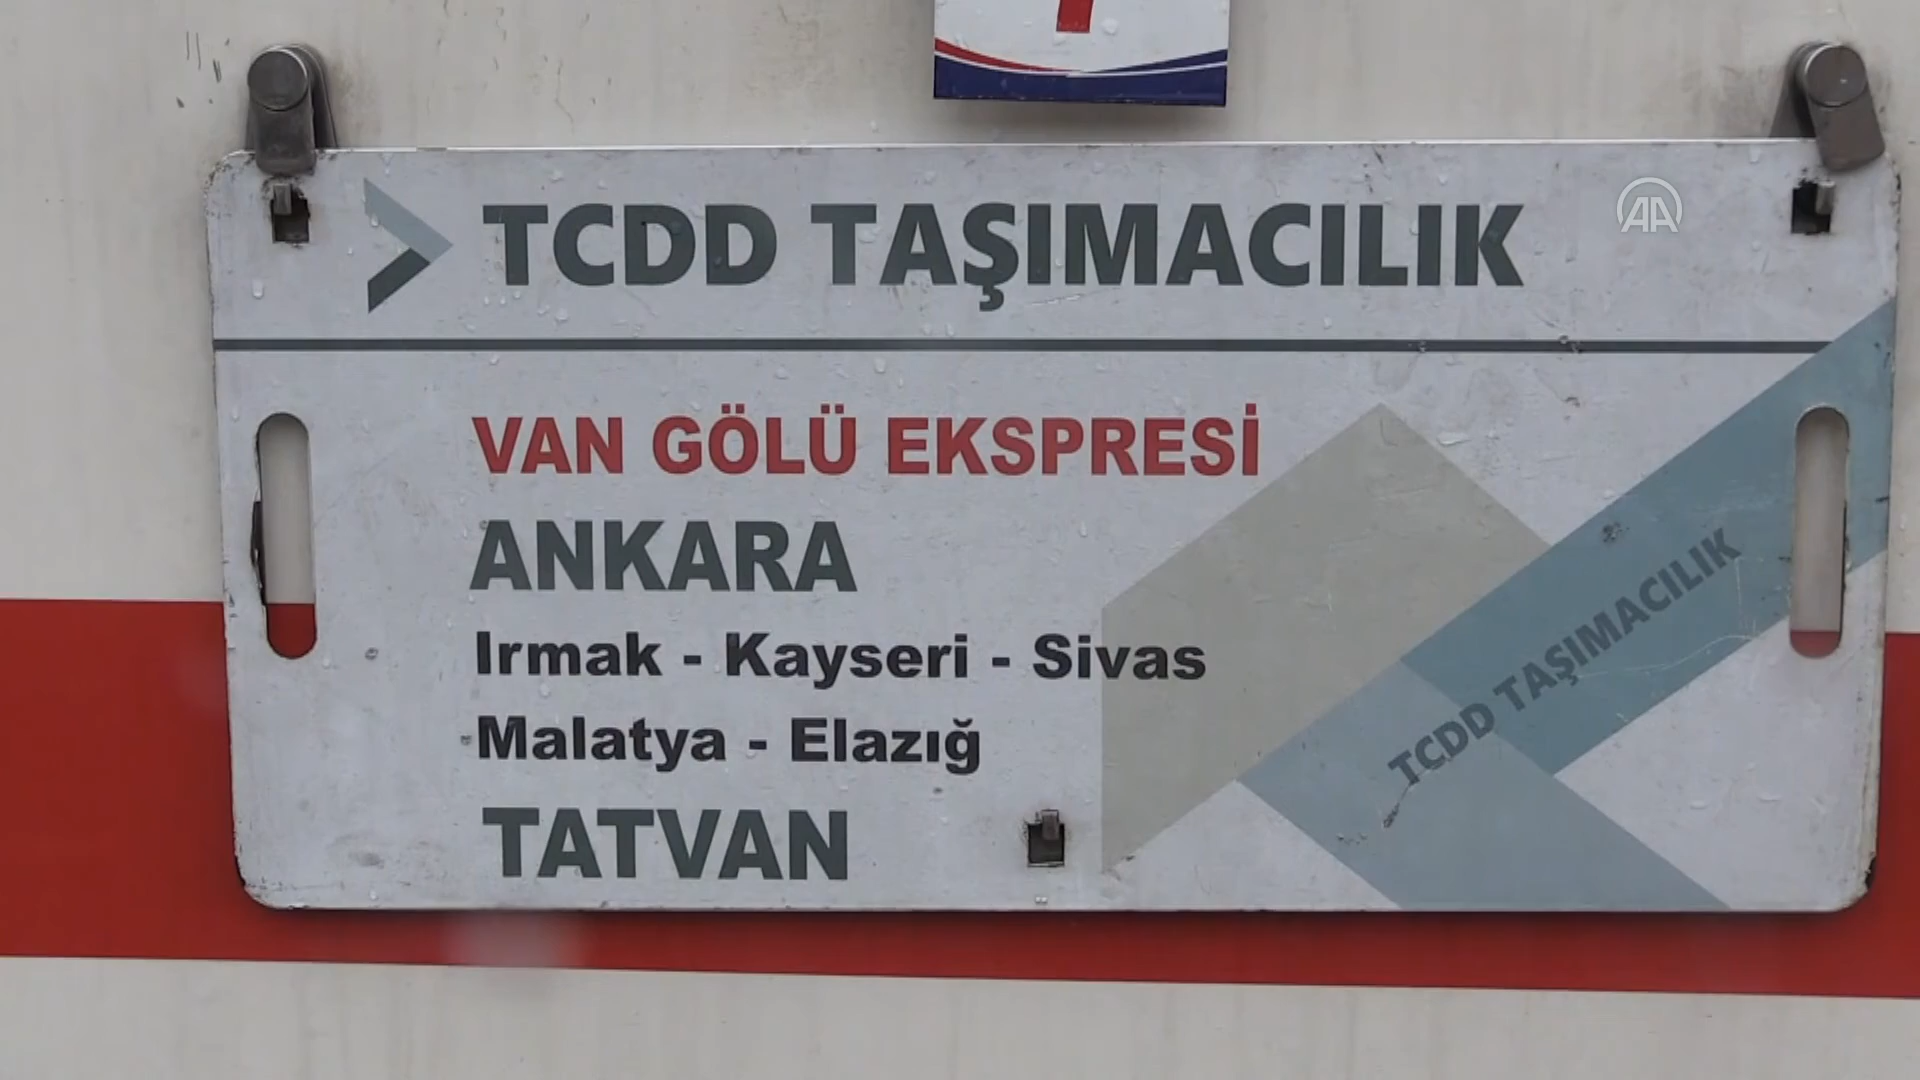 TCDD TAŞIMACILIK
AA
VAN GÖLÜ EKSPRESİ
ANKARA
Irmak - Kayseri - Sivas
Malatya - Elazığ
TATVAN
TCDD TAŞIMACILIK